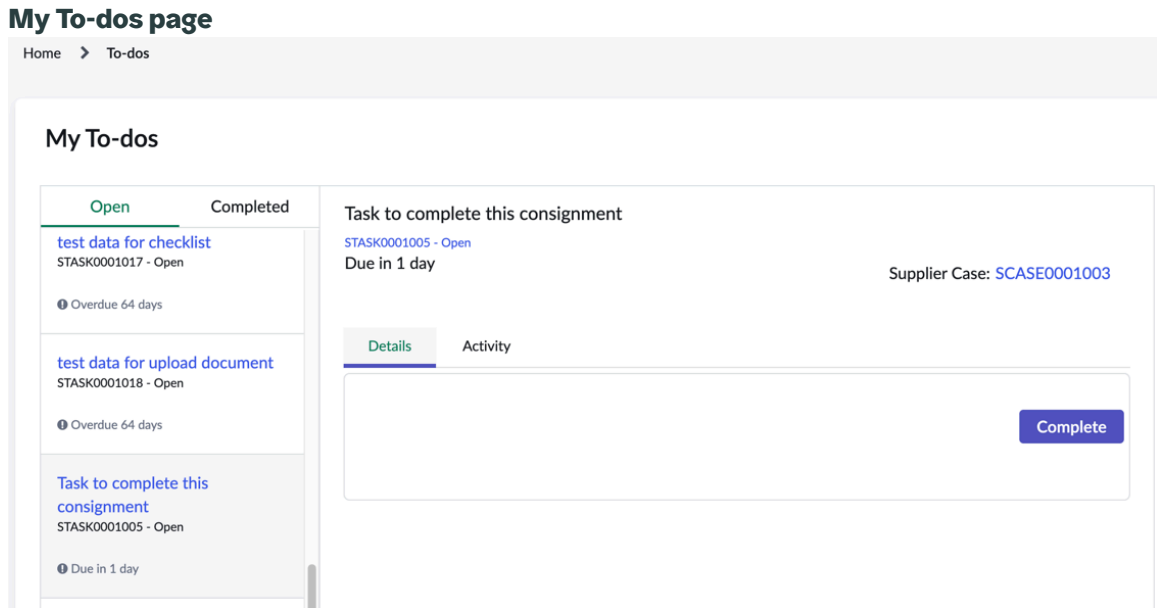 My To-dos page
Home > To-dos
My To-dos
Open Completed
test data for checklist
STASK0001017 - Open
Overdue 64 days
test data for upload document
STASK0001018 - Open
Overdue 64 days
Task to complete this
consignment
STASK0001005 - Open
Due in 1 day
Task to complete this consignment
STASK0001005 - Open
Due in 1 day
Supplier Case: SCASE0001003
Details Activity
Complete